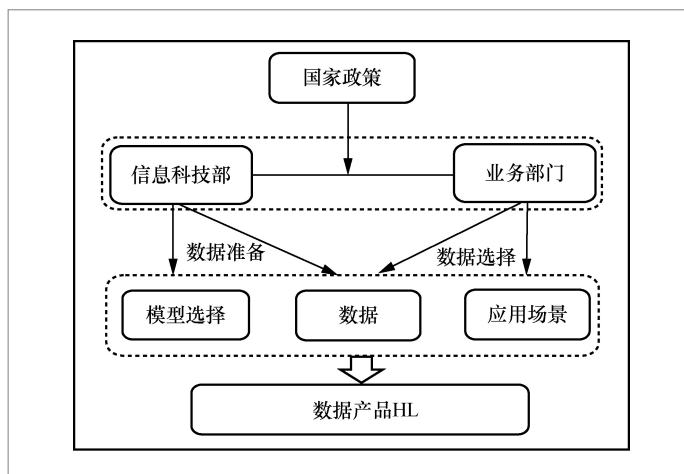 国家政策
信息科技部
业务部门
数据准备
数据选择
模型选择
数据
应用场景
数据产品HL